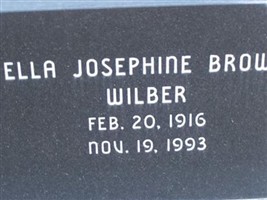 ELLA JOSEPHINE BROW
WILBER
FEB. 20, 1916
NOV. 19, 1993